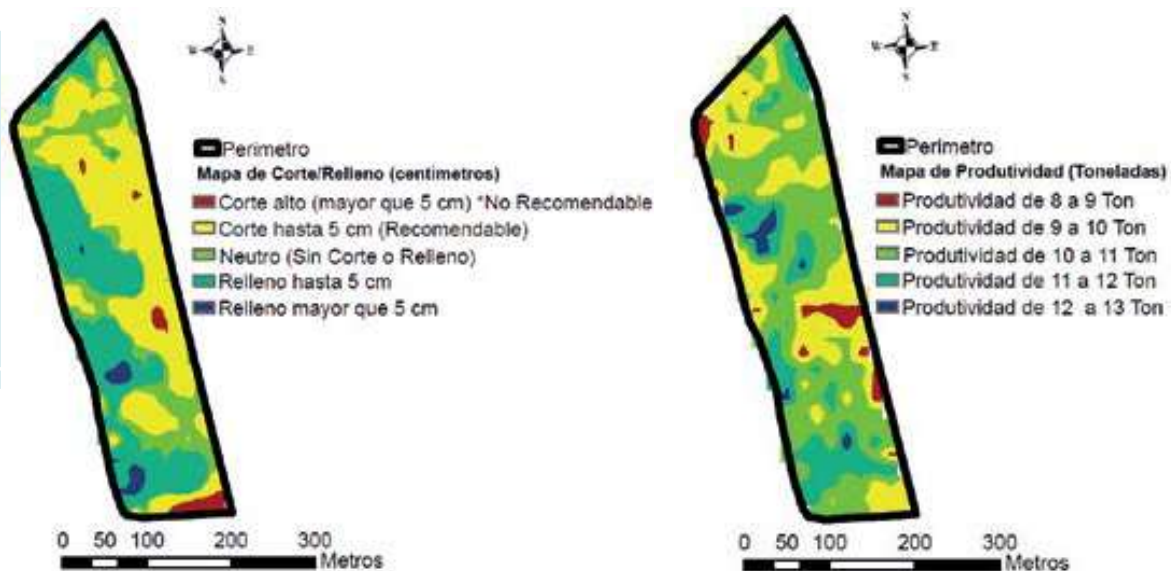 N
W E
S
Perimetro
Mapa de Corte/Relleno (centimetros)
Corte alto (mayor que 5 cm) *No Recomendable
Corte hasta 5 cm (Recomendable)
Neutro (Sin Corte o Relleno)
Relleno hasta 5 cm
Relleno mayor que 5 cm
0 50 100 200 300
Metros
N
W E
S
Perimetro
Mapa de Produtividad (Toneladas)
Produtividad de 8 a 9 Ton
Produtividad de 9 a 10 Ton
Produtividad de 10 a 11 Ton
Produtividad de 11 a 12 Ton
Produtividad de 12 a 13 Ton
0 50 100 200 300
Metros